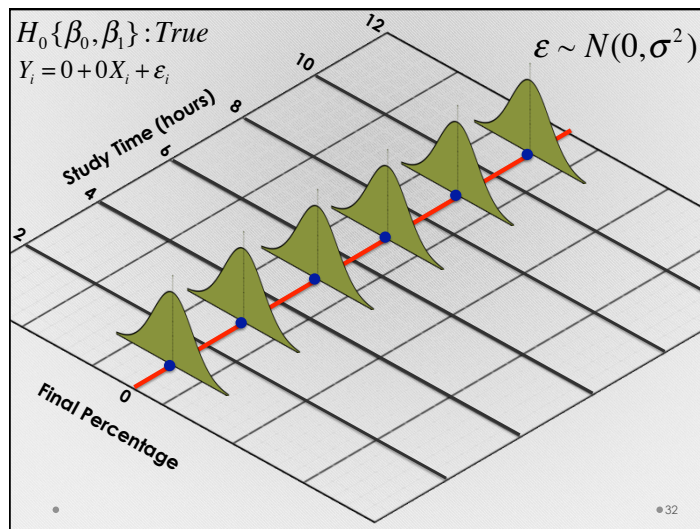 H₀{β₀,β₁}:True
Yᵢ = 0 + 0Xᵢ + εᵢ
ε ~ N(0,σ²)
Study Time (hours)
12
10
8
6
4
2
0
Final Percentage
32